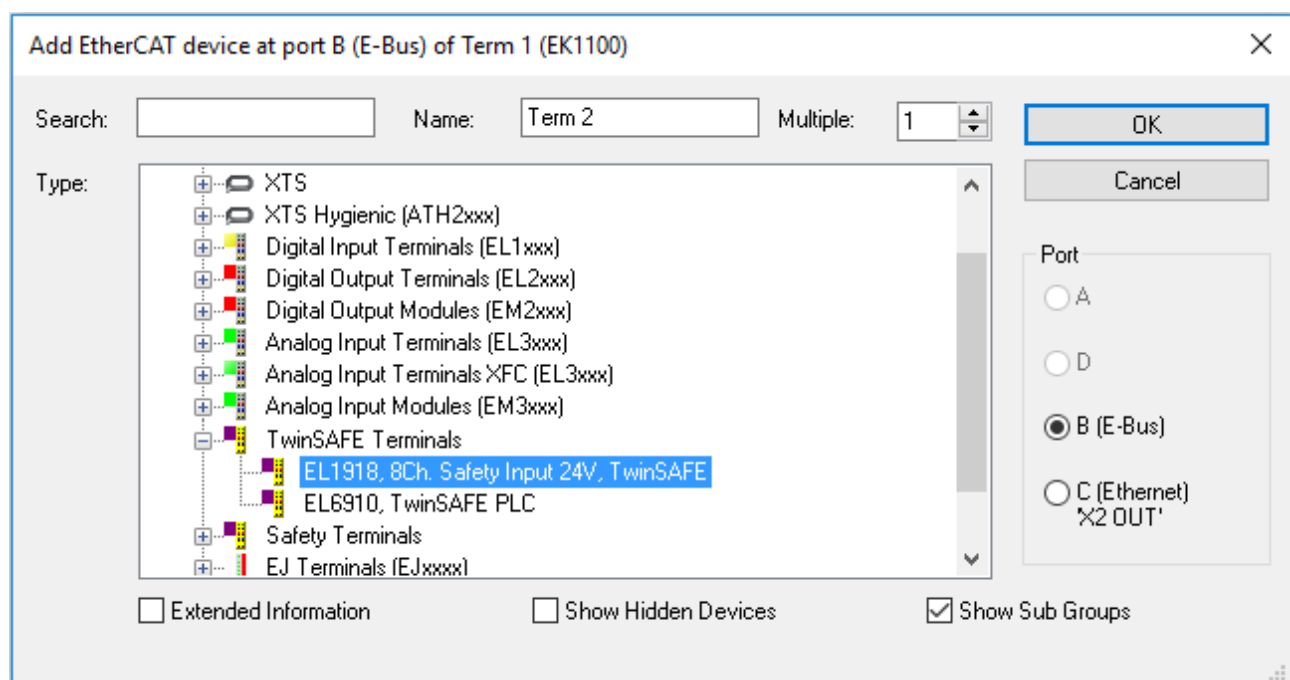 Add EtherCAT device at port B (E-Bus) of Term 1 (EK1100)
Search:
Name:
Term 2
Multiple:
1
OK
Type:
Cancel
XTS
XTS Hygienic (ATH2xxx)
Digital Input Terminals (EL1xxx)
Digital Output Terminals (EL2xxx)
Digital Output Modules (EM2xxx)
Analog Input Terminals (EL3xxx)
Analog Input Terminals XFC (EL3xxx)
Analog Input Modules (EM3xxx)
TwinSAFE Terminals
EL1918, 8Ch. Safety Input 24V, TwinSAFE
EL6910, TwinSAFE PLC
Safety Terminals
EJ Terminals (EJxxxx)
Port
A
D
B (E-Bus)
C (Ethernet)
'X2 OUT'
Extended Information
Show Hidden Devices
Show Sub Groups